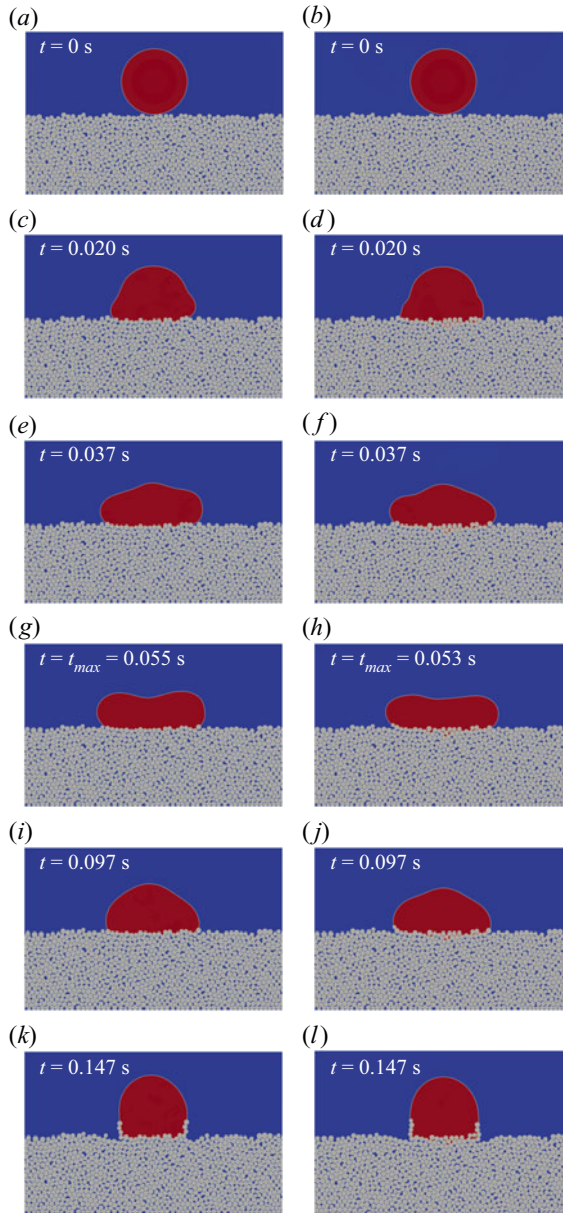 (a)
(b)
t = 0 s
t = 0 s
(c)
(d)
t = 0.020 s
t = 0.020 s
(e)
(f)
t = 0.037 s
t = 0.037 s
(g)
(h)
t = tmax = 0.055 s
t = tmax = 0.053 s
(i)
(j)
t = 0.097 s
t = 0.097 s
(k)
(l)
t = 0.147 s
t = 0.147 s